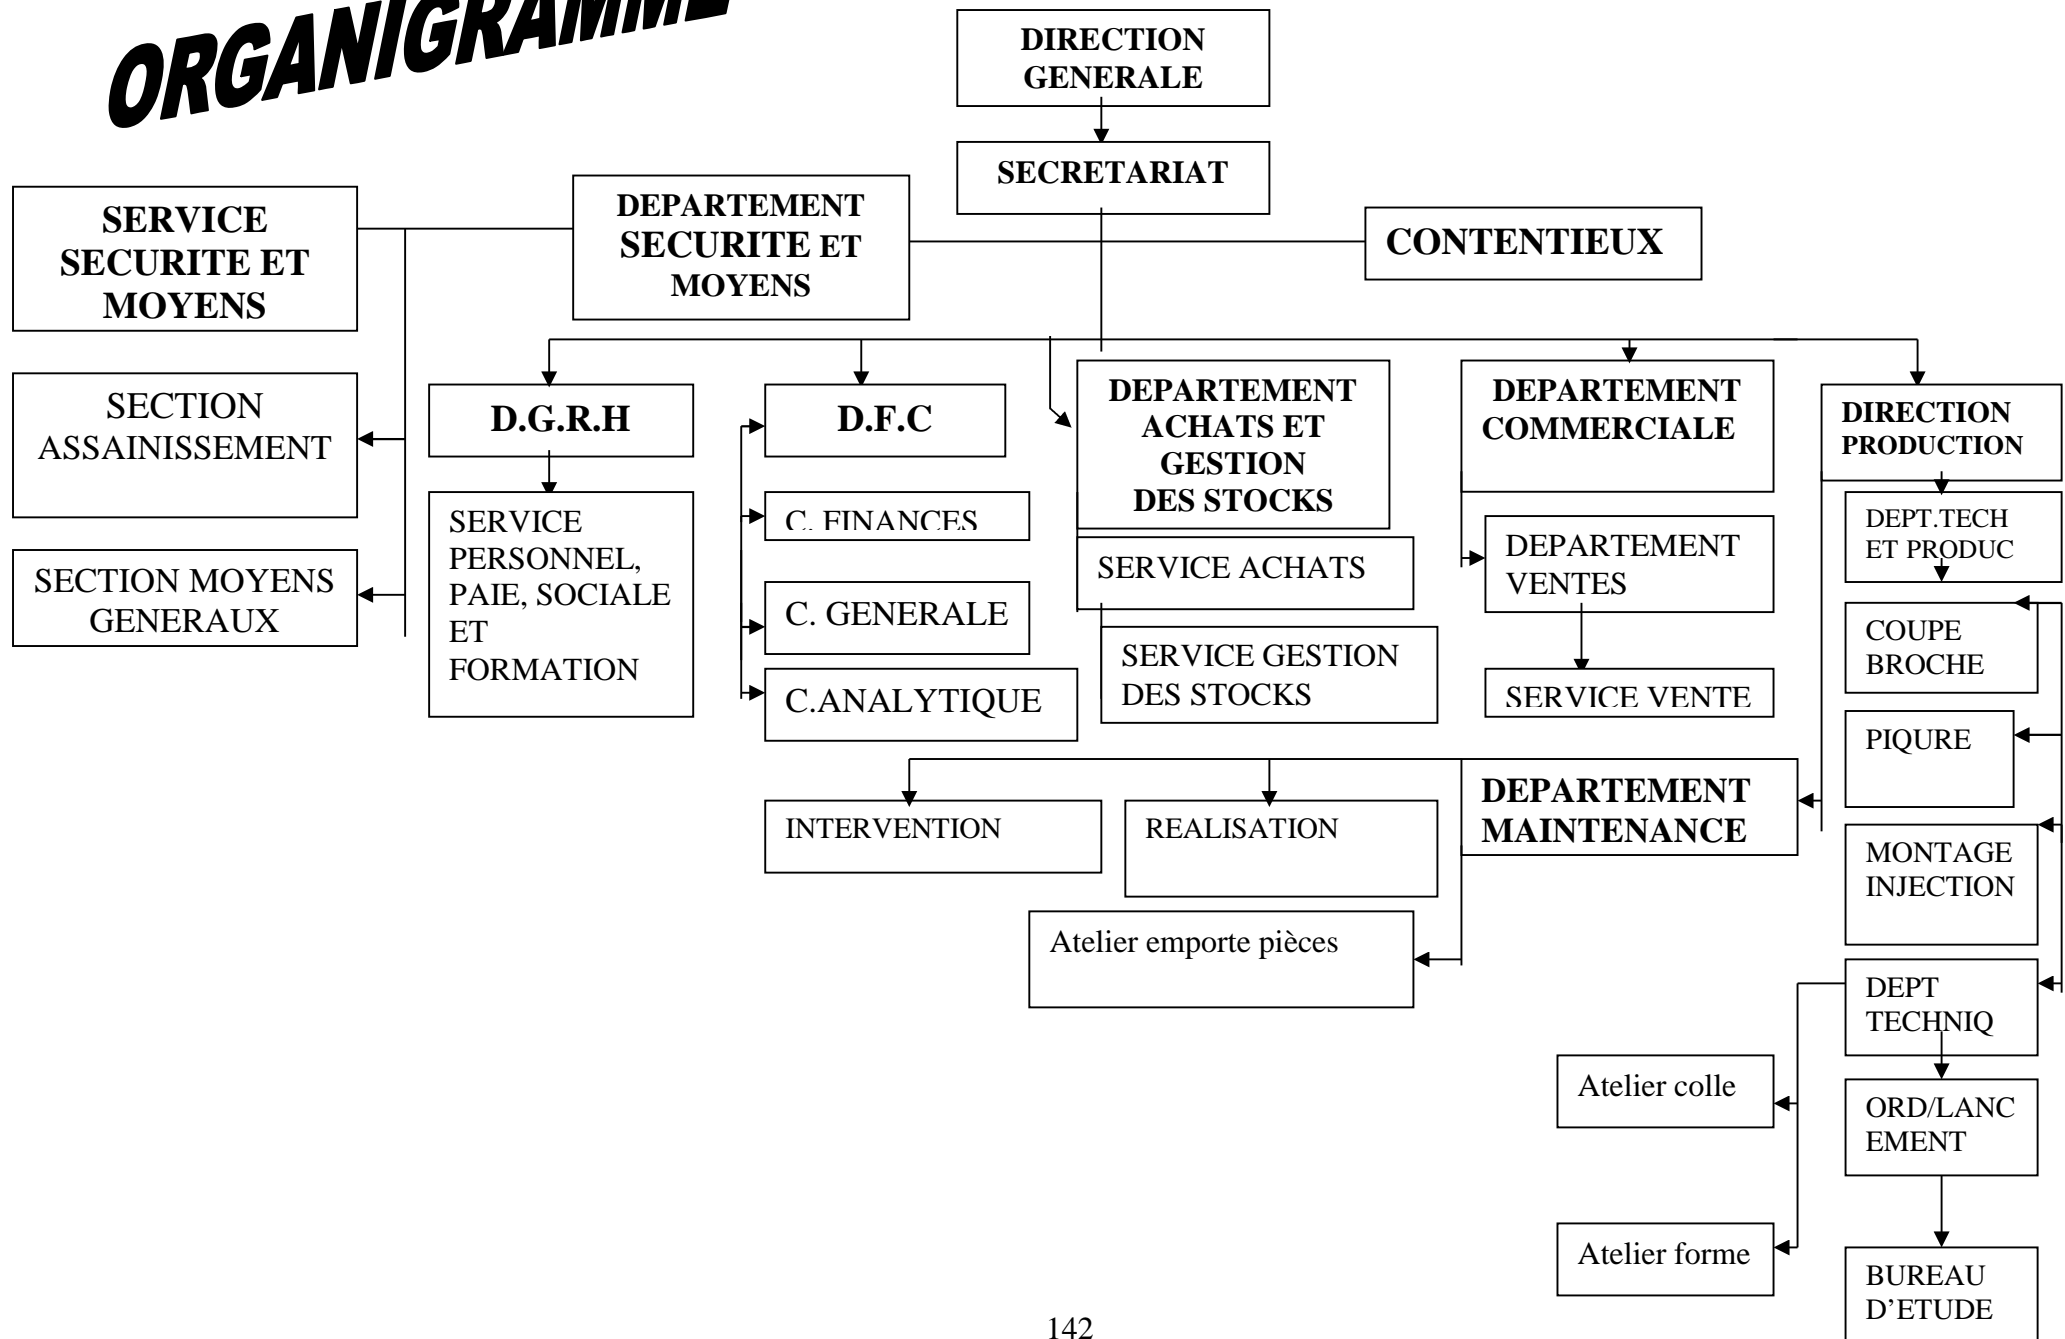 ORGANIGRAMME
DIRECTION
GENERALE
SECRETARIAT
SERVICE
SECURITE ET
MOYENS
DEPARTEMENT
SECURITE ET
MOYENS
CONTENTIEUX
SECTION
ASSAINISSEMENT
SECTION MOYENS
GENERAUX
D.G.R.H
SERVICE
PERSONNEL,
PAIE, SOCIALE
ET
FORMATION
D.F.C
C. FINANCES
C. GENERALE
C.ANALYTIQUE
DEPARTEMENT
ACHATS ET
GESTION
DES STOCKS
SERVICE ACHATS
SERVICE GESTION
DES STOCKS
DEPARTEMENT
COMMERCIALE
DEPARTEMENT
VENTES
SERVICE VENTE
DIRECTION
PRODUCTION
DEPT.TECH
ET PRODUC
COUPE
BROCHE
PIQURE
MONTAGE
INJECTION
DEPT
TECHNIQ
ORD/LANC
EMENT
BUREAU
D'ETUDE
DEPARTEMENT
MAINTENANCE
INTERVENTION
REALISATION
Atelier emporte pièces
Atelier colle
Atelier forme
142